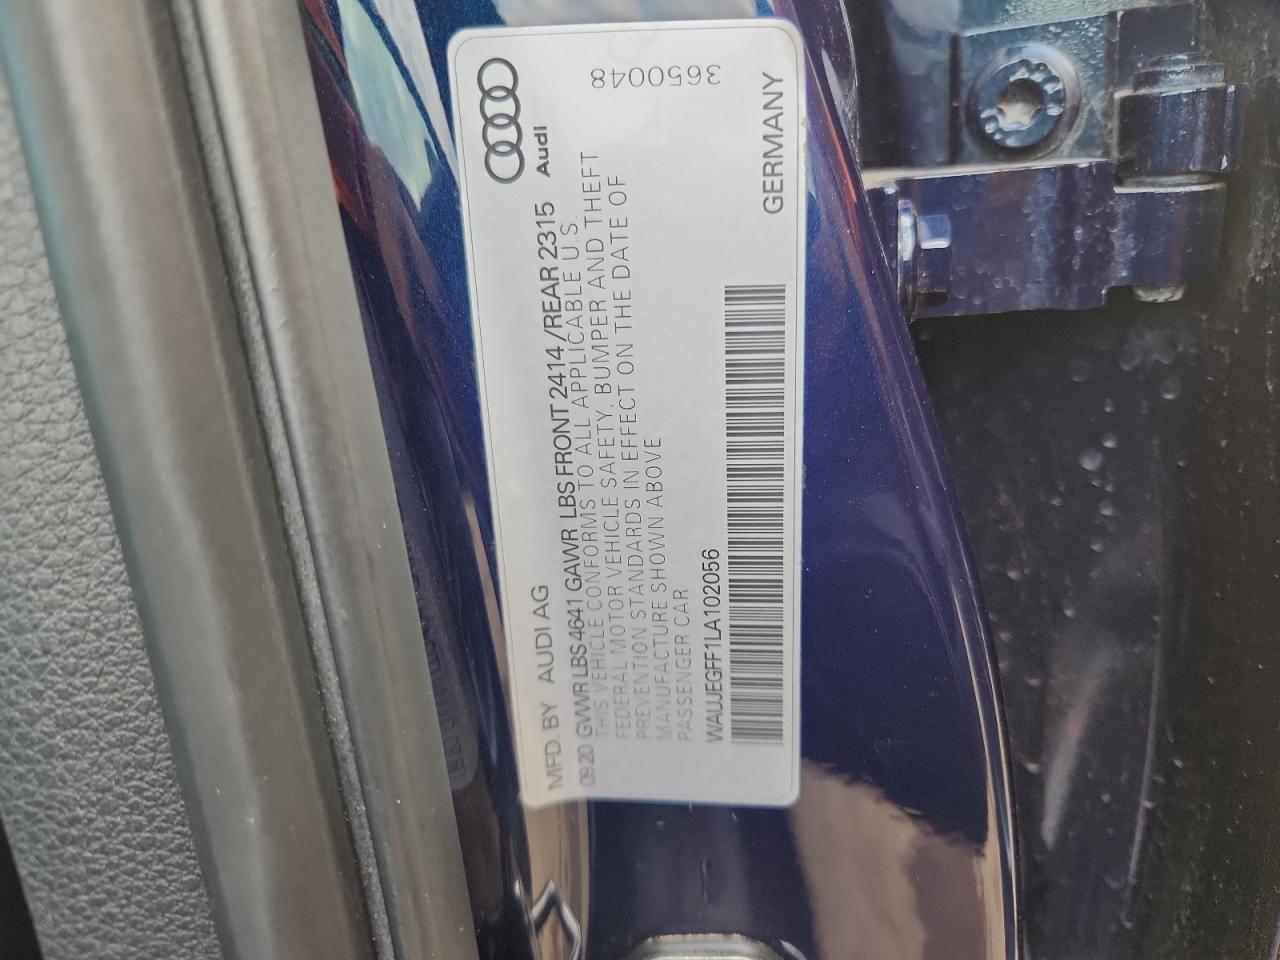 Audi
MFD. BY AUDI AG
09.20 GVWR LBS 4641 GAWR LBS FRONT 2414 /REAR 2315
THIS VEHICLE CONFORMS TO ALL APPLICABLE U.S.
FEDERAL MOTOR VEHICLE SAFETY, BUMPER AND THEFT
PREVENTION STANDARDS IN EFFECT ON THE DATE OF
MANUFACTURE SHOWN ABOVE
PASSENGER CAR
WAUJEGFF1LA102056
GERMANY
3650048